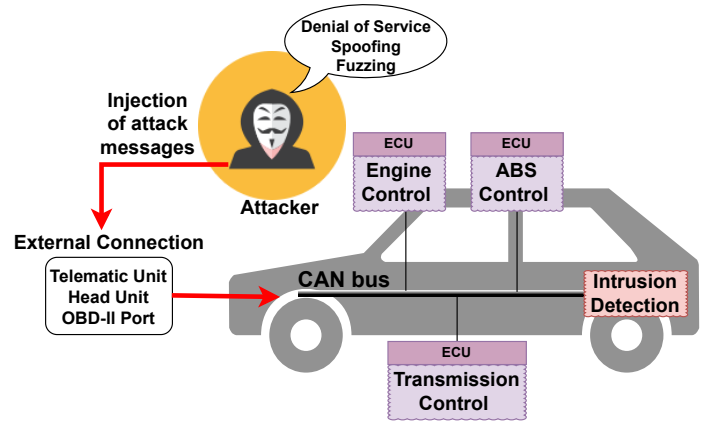 Denial of Service
Spoofing
Fuzzing
Injection
of attack
messages
Attacker
External Connection
Telematic Unit
Head Unit
OBD-II Port
ECU
Engine
Control
ECU
ABS
Control
CAN bus
Intrusion
Detection
ECU
Transmission
Control